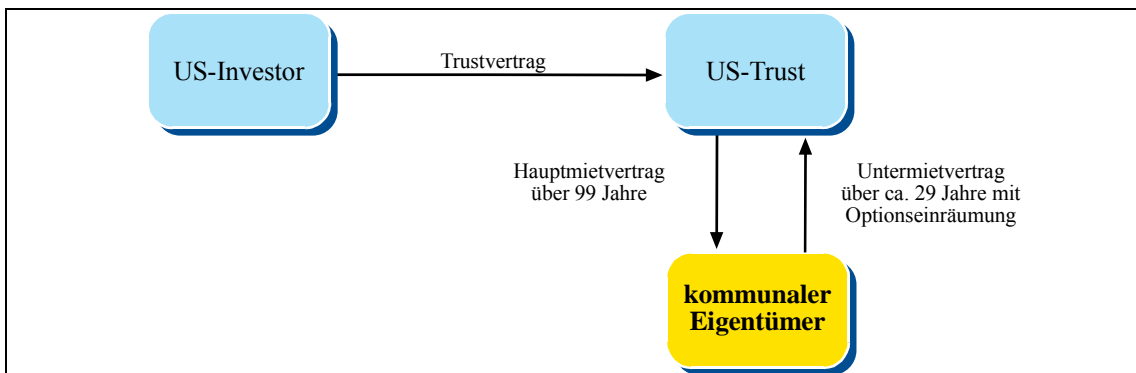 US-Investor
Trustvertrag
US-Trust
Hauptmietvertrag
über 99 Jahre
Untermietvertrag
über ca. 29 Jahre mit
Optionseinräumung
kommunaler
Eigentümer